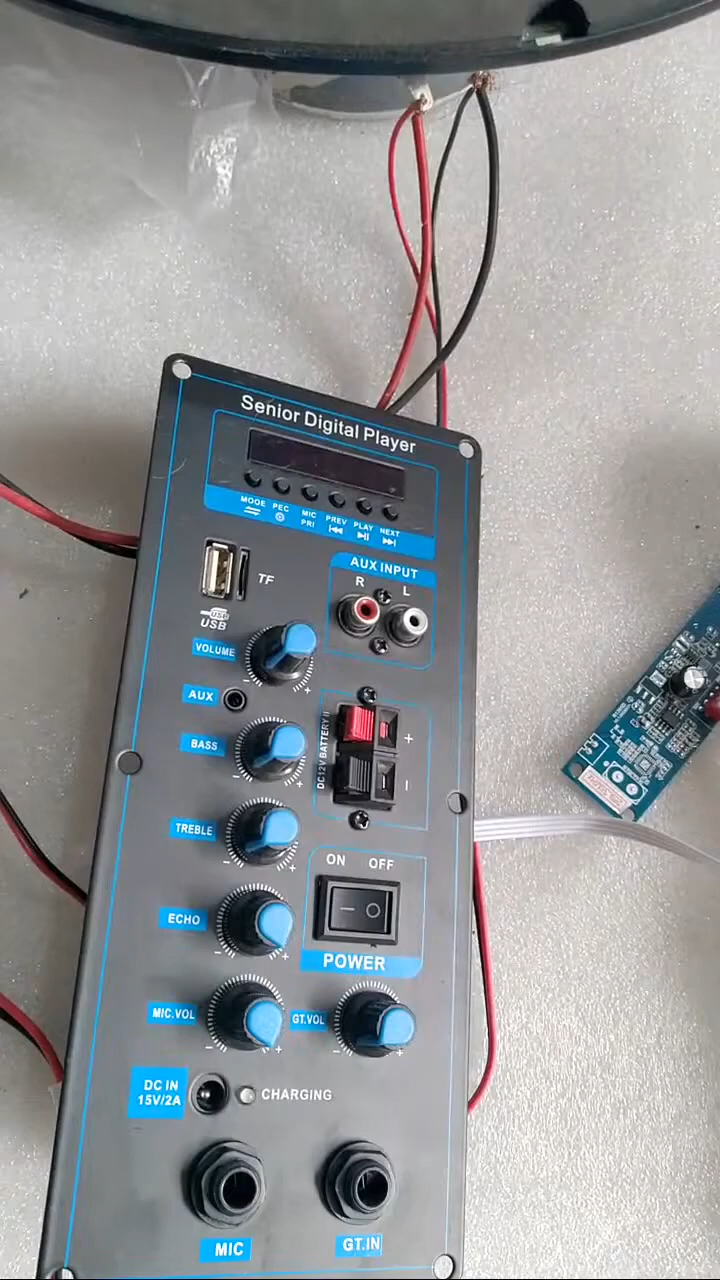 Senior Digital Player
MODE PEC MIC PRI PREV PLAY NEXT
TF
USB
AUX INPUT
R L
VOLUME
- +
AUX
BASS
- +
DC12V BATTERY
+
-
TREBLE
- +
ON OFF
POWER
ECHO
- +
MIC.VOL
- +
GT.VOL
- +
DC IN
15V/2A
CHARGING
MIC
GT.IN